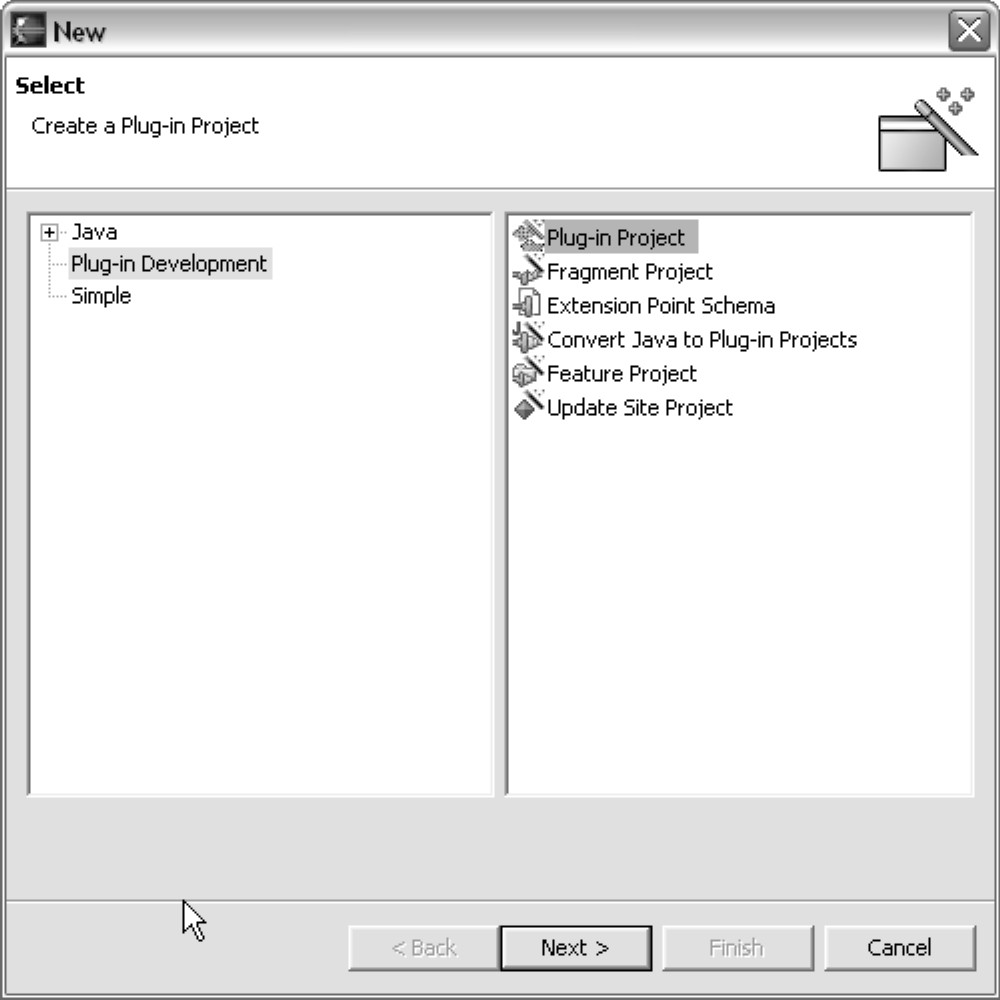 New
Select
Create a Plug-in Project
Java
Plug-in Development
Simple
Plug-in Project
Fragment Project
Extension Point Schema
Convert Java to Plug-in Projects
Feature Project
Update Site Project
< Back
Next >
Finish
Cancel